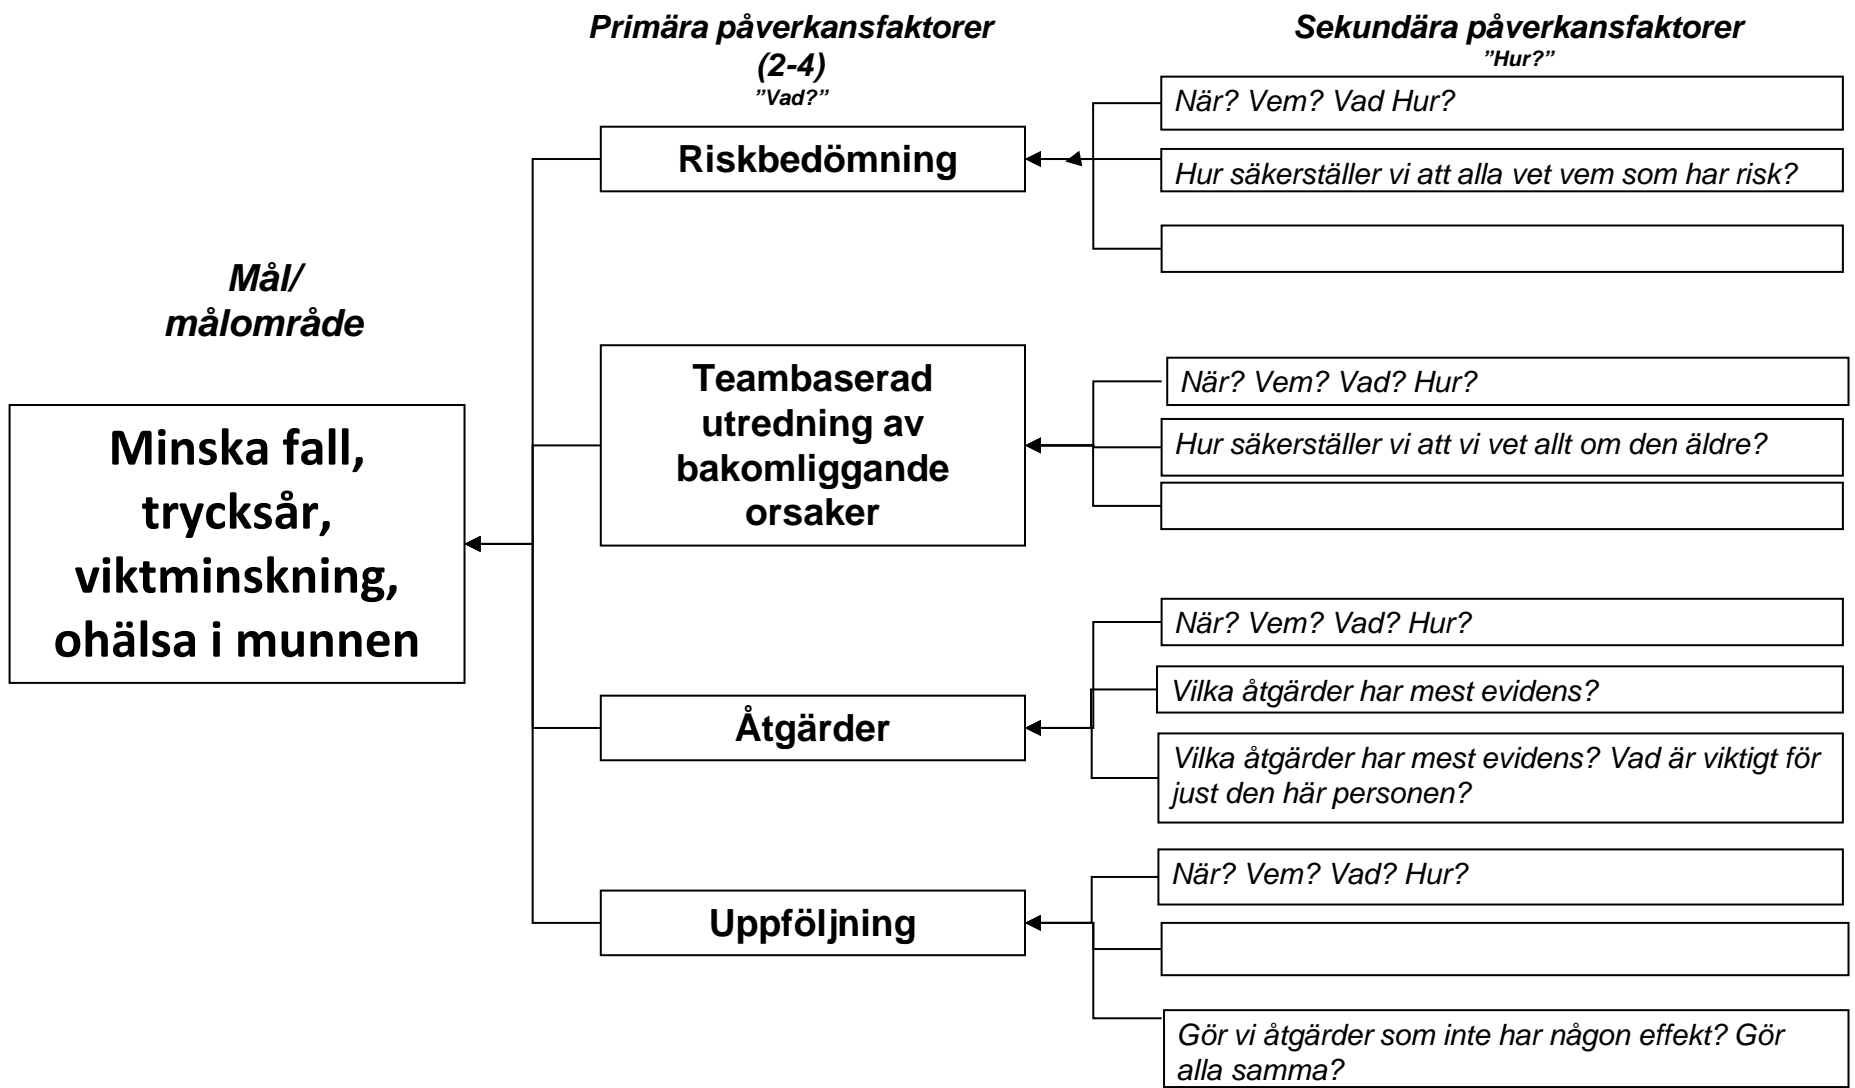 Primära påverkansfaktorer
(2-4)
”Vad?”
Sekundära påverkansfaktorer
”Hur?”
Mål/
målområde
Minska fall,
trycksår,
viktminskning,
ohälsa i munnen
Riskbedömning
När? Vem? Vad Hur?
Hur säkerställer vi att alla vet vem som har risk?
Teambaserad
utredning av
bakomliggande
orsaker
När? Vem? Vad? Hur?
Hur säkerställer vi att vi vet allt om den äldre?
Åtgärder
När? Vem? Vad? Hur?
Vilka åtgärder har mest evidens?
Vilka åtgärder har mest evidens? Vad är viktigt för
just den här personen?
Uppföljning
När? Vem? Vad? Hur?
Gör vi åtgärder som inte har någon effekt? Gör
alla samma?